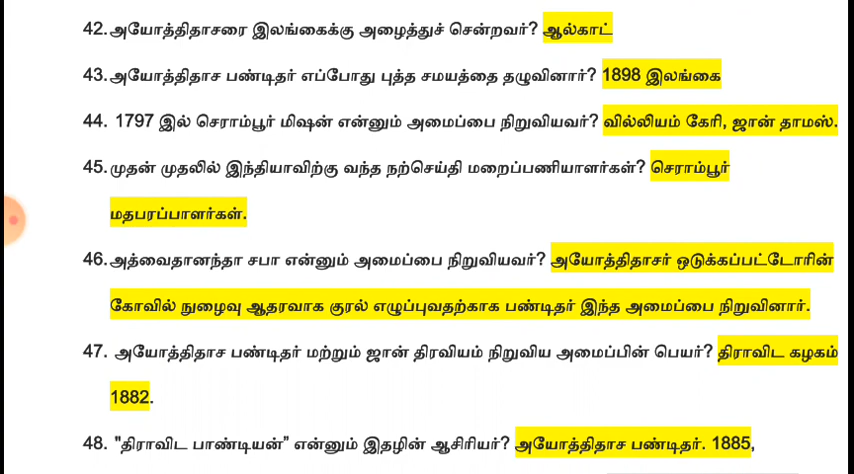 42.அயோத்திதாசரை இலங்கைக்கு அழைத்துச் சென்றவர்? ஆல்காட்
43.அயோத்திதாச பண்டிதர் எப்போது புத்த சமயத்தை தழுவினார்? 1898 இலங்கை
44. 1797 இல் செராம்பூர் மிஷன் என்னும் அமைப்பை நிறுவியவர்? வில்லியம் கேரி, ஜான் தாமஸ்.
45.முதன் முதலில் இந்தியாவிற்கு வந்த நற்செய்தி மறைப்பணியாளர்கள்? செராம்பூர்
மதபரப்பாளர்கள்.
46.அத்வைதானந்தா சபா என்னும் அமைப்பை நிறுவியவர்? அயோத்திதாசர் ஒடுக்கப்பட்டோரின்
கோவில் நுழைவு ஆதரவாக குரல் எழுப்புவதற்காக பண்டிதர் இந்த அமைப்பை நிறுவினார்.
47. அயோத்திதாச பண்டிதர் மற்றும் ஜான் திரவியம் நிறுவிய அமைப்பின் பெயர்? திராவிட கழகம்
1882.
48. "திராவிட பாண்டியன்" என்னும் இதழின் ஆசிரியர்? அயோத்திதாச பண்டிதர். 1885,